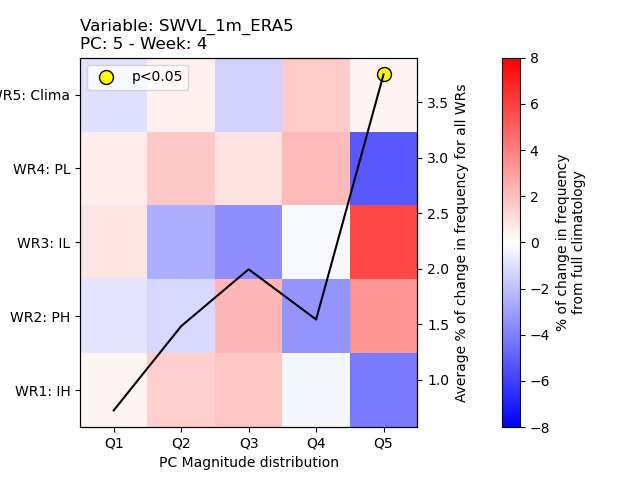 Variable: SWVL_1m_ERA5
PC: 5 - Week: 4
p<0.05
WR5: Clima
WR4: PL
WR3: IL
WR2: PH
WR1: IH
Q1 Q2 Q3 Q4 Q5
PC Magnitude distribution
3.5
3.0
2.5
2.0
1.5
1.0
Average % of change in frequency for all WRs
8
6
4
2
0
−2
−4
−6
−8
% of change in frequency
from full climatology